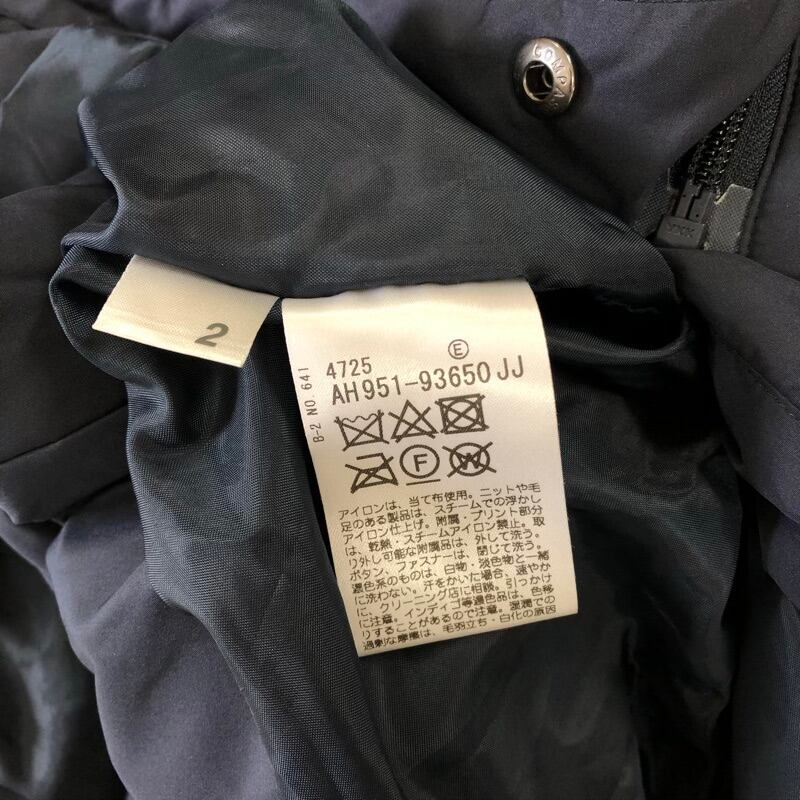 COMPAS
YKK
2
B-2 NO.641
E
4725
AH951-93650 JJ
F
W
アイロンは、当て布使用。ニットや毛
足のある製品は、スチームでの浮かし
アイロン仕上げ。附属・プリント部分
は、乾熱、スチームアイロン禁止。取
り外し可能な附属品は、外して洗う。
ボタン、ファスナーは、閉じて洗う。
濃色系のものは、白物・淡色物と一緒
に洗わない。汗をかいた場合、速やか
に、クリーニング店に相談。引っかけ
に注意。インディゴ等濃色品は、色移
りすることがあるので注意。湿潤での
過剰な摩擦は、毛羽立ち・白化の原因